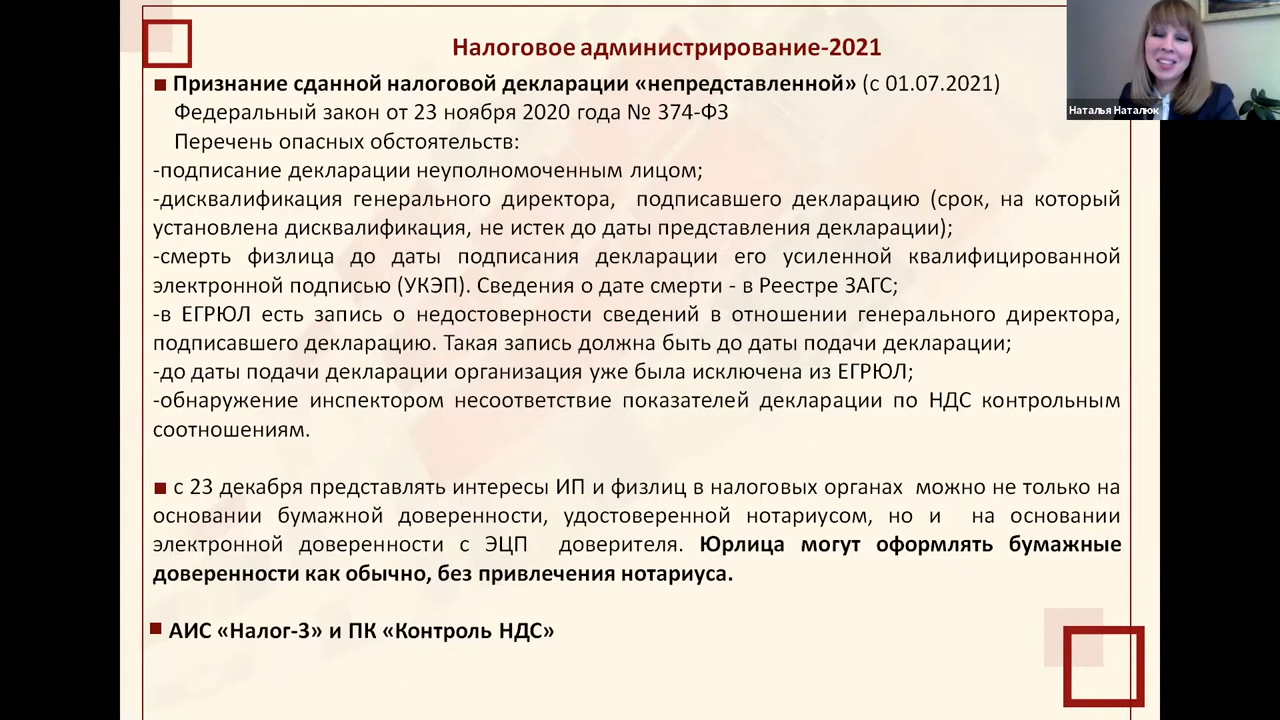 Налоговое администрирование-2021
Наталья Наталюк
Признание сданной налоговой декларации «непредставленной» (с 01.07.2021)
Федеральный закон от 23 ноября 2020 года № 374-ФЗ
Перечень опасных обстоятельств:
-подписание декларации неуполномоченным лицом;
-дисквалификация генерального директора, подписавшего декларацию (срок, на который
установлена дисквалификация, не истек до даты представления декларации);
-смерть физлица до даты подписания декларации его усиленной квалифицированной
электронной подписью (УКЭП). Сведения о дате смерти - в Реестре ЗАГС;
-в ЕГРЮЛ есть запись о недостоверности сведений в отношении генерального директора,
подписавшего декларацию. Такая запись должна быть до даты подачи декларации;
-до даты подачи декларации организация уже была исключена из ЕГРЮЛ;
-обнаружение инспектором несоответствие показателей декларации по НДС контрольным
соотношениям.
с 23 декабря представлять интересы ИП и физлиц в налоговых органах можно не только на
основании бумажной доверенности, удостоверенной нотариусом, но и на основании
электронной доверенности с ЭЦП доверителя. Юрлица могут оформлять бумажные
доверенности как обычно, без привлечения нотариуса.
АИС «Налог-3» и ПК «Контроль НДС»